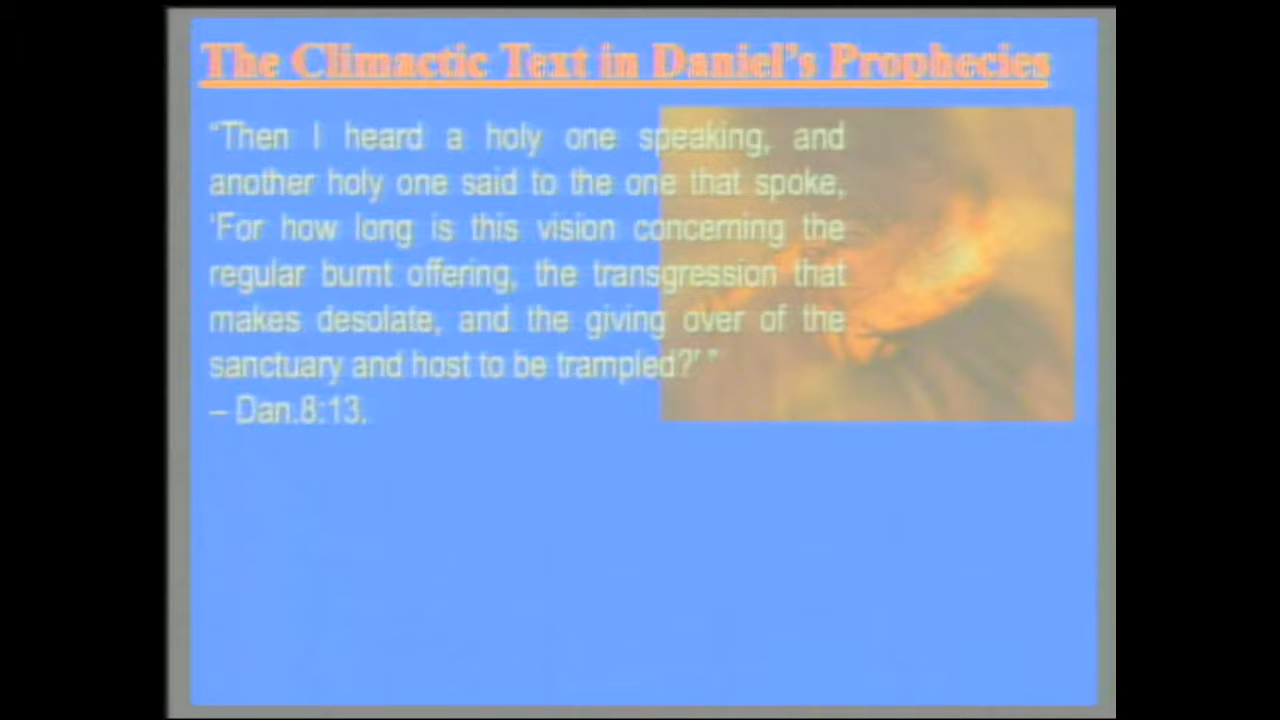 The Climactic Text in Daniel's Prophecies
"Then I heard a holy one speaking, and
another holy one said to the one that spoke,
'For how long is this vision concerning the
regular burnt offering, the transgression that
makes desolate, and the giving over of the
sanctuary and host to be trampled?' "
– Dan.8:13.